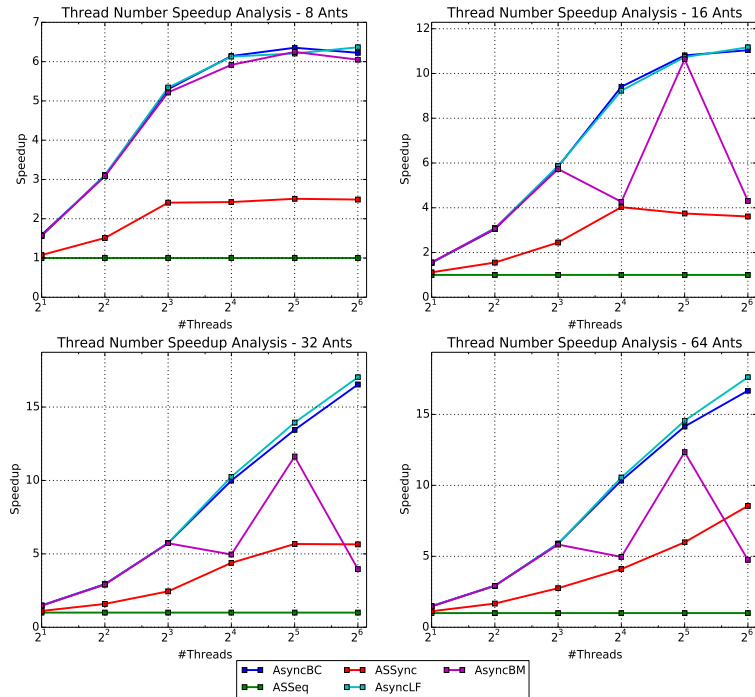 Thread Number Speedup Analysis - 8 Ants
7
6
5
4
3
2
1
0
Speedup
2^1 2^2 2^3 2^4 2^5 2^6
#Threads
Thread Number Speedup Analysis - 16 Ants
12
10
8
6
4
2
0
Speedup
2^1 2^2 2^3 2^4 2^5 2^6
#Threads
Thread Number Speedup Analysis - 32 Ants
15
10
5
0
Speedup
2^1 2^2 2^3 2^4 2^5 2^6
#Threads
Thread Number Speedup Analysis - 64 Ants
15
10
5
0
Speedup
2^1 2^2 2^3 2^4 2^5 2^6
#Threads
AsyncBC ASSync AsyncBM
ASSeq AsyncLF